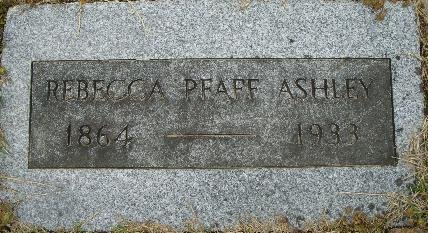 REBECCA PFAFF ASHLEY
1864 — 1933